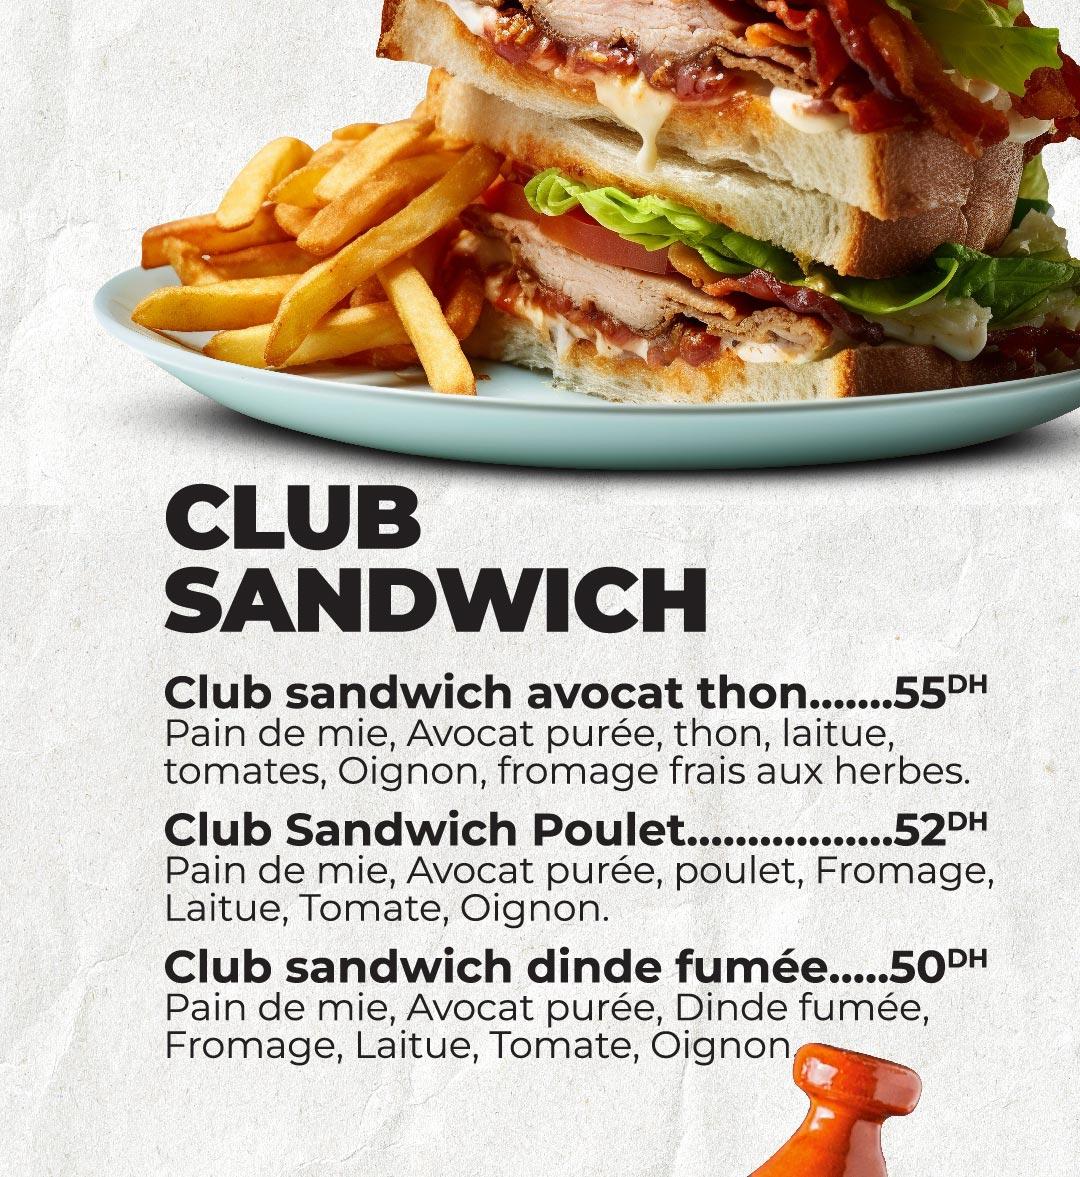 CLUB
SANDWICH
Club sandwich avocat thon.......55DH
Pain de mie, Avocat purée, thon, laitue,
tomates, Oignon, fromage frais aux herbes.
Club Sandwich Poulet.................52DH
Pain de mie, Avocat purée, poulet, Fromage,
Laitue, Tomate, Oignon.
Club sandwich dinde fumée.....50DH
Pain de mie, Avocat purée, Dinde fumée,
Fromage, Laitue, Tomate, Oignon.